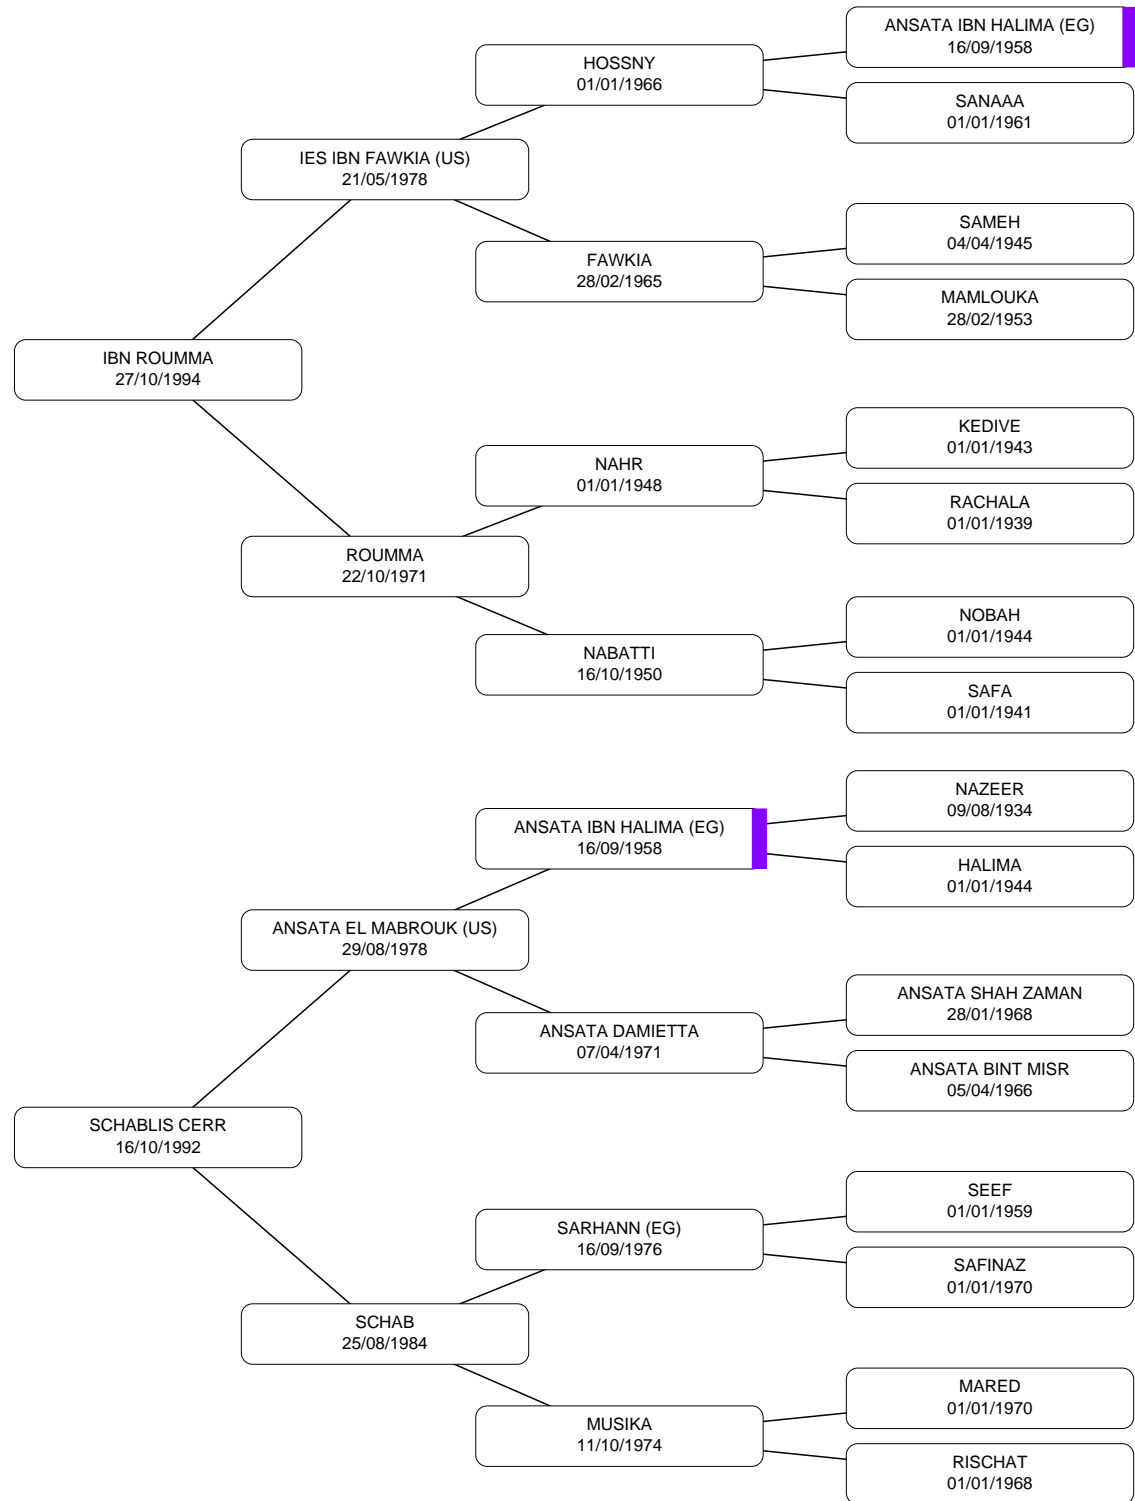 ANSATA IBN HALIMA (EG)
16/09/1958
HOSSNY
01/01/1966
SANAAA
01/01/1961
IES IBN FAWKIA (US)
21/05/1978
SAMEH
04/04/1945
FAWKIA
28/02/1965
MAMLOUKA
28/02/1953
IBN ROUMMA
27/10/1994
KEDIVE
01/01/1943
NAHR
01/01/1948
RACHALA
01/01/1939
ROUMMA
22/10/1971
NOBAH
01/01/1944
NABATTI
16/10/1950
SAFA
01/01/1941
NAZEER
09/08/1934
ANSATA IBN HALIMA (EG)
16/09/1958
HALIMA
01/01/1944
ANSATA EL MABROUK (US)
29/08/1978
ANSATA SHAH ZAMAN
28/01/1968
ANSATA DAMIETTA
07/04/1971
ANSATA BINT MISR
05/04/1966
SCHABLIS CERR
16/10/1992
SEEF
01/01/1959
SARHANN (EG)
16/09/1976
SAFINAZ
01/01/1970
SCHAB
25/08/1984
MARED
01/01/1970
MUSIKA
11/10/1974
RISCHAT
01/01/1968